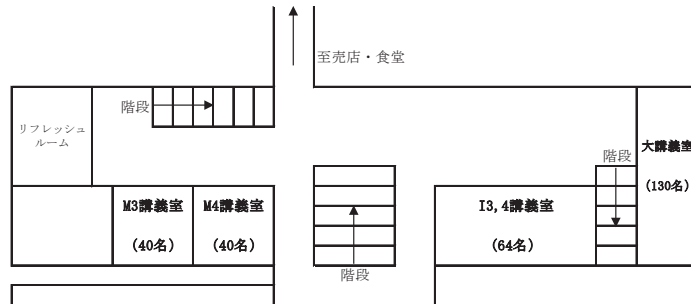 至売店・食堂
階段
リフレッシュ
ルーム
階段
大講義室
(130名)
M3講義室
(40名)
M4講義室
(40名)
I3,4講義室
(64名)
階段